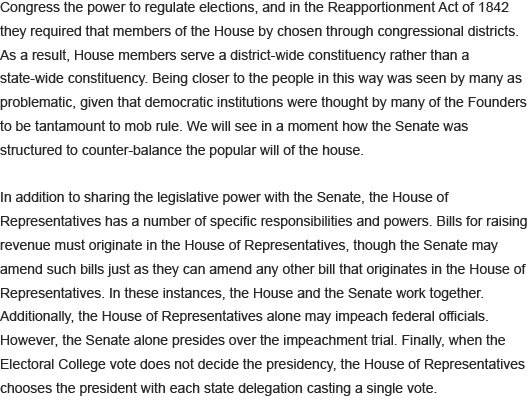 Congress the power to regulate elections, and in the Reapportionment Act of 1842
they required that members of the House by chosen through congressional districts.
As a result, House members serve a district-wide constituency rather than a
state-wide constituency. Being closer to the people in this way was seen by many as
problematic, given that democratic institutions were thought by many of the Founders
to be tantamount to mob rule. We will see in a moment how the Senate was
structured to counter-balance the popular will of the house.

In addition to sharing the legislative power with the Senate, the House of
Representatives has a number of specific responsibilities and powers. Bills for raising
revenue must originate in the House of Representatives, though the Senate may
amend such bills just as they can amend any other bill that originates in the House of
Representatives. In these instances, the House and the Senate work together.
Additionally, the House of Representatives alone may impeach federal officials.
However, the Senate alone presides over the impeachment trial. Finally, when the
Electoral College vote does not decide the presidency, the House of Representatives
chooses the president with each state delegation casting a single vote.